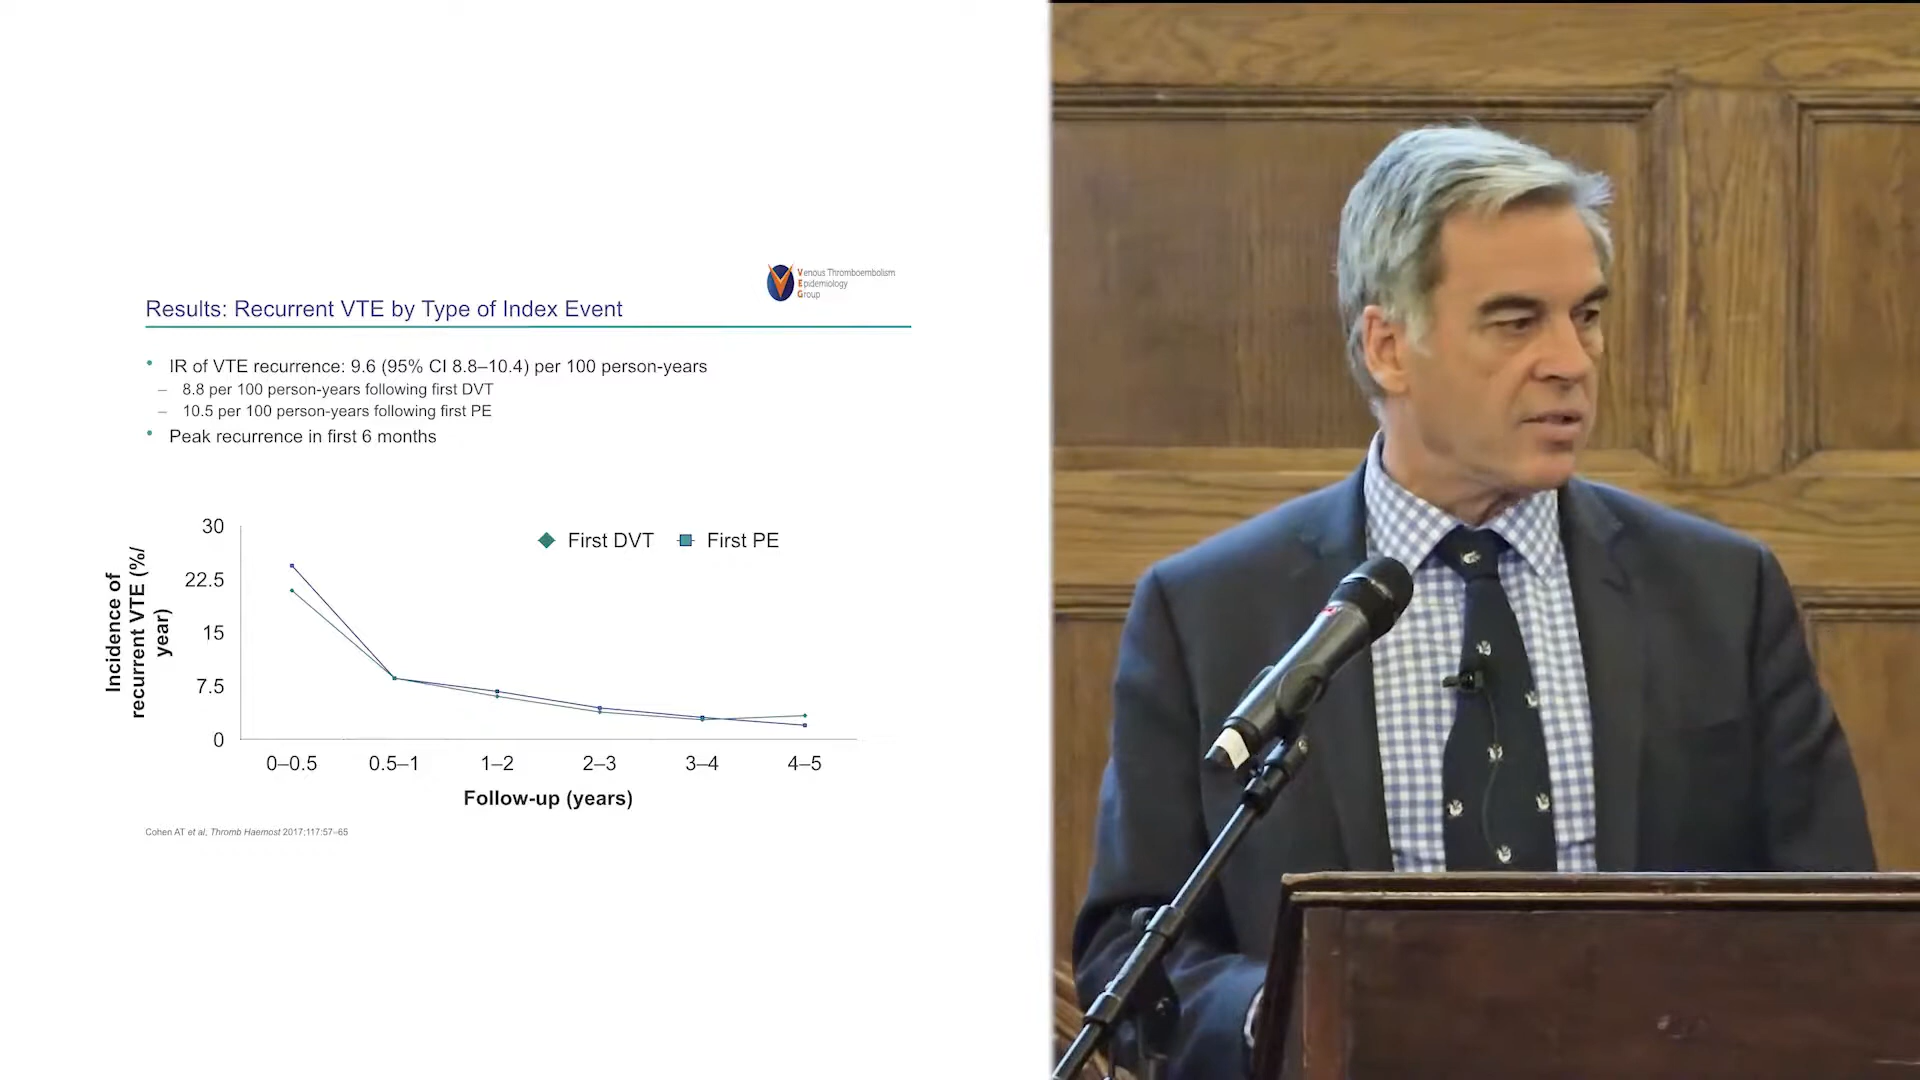 Venous Thromboembolism
Epidemiology
Group
Results: Recurrent VTE by Type of Index Event
• IR of VTE recurrence: 9.6 (95% CI 8.8–10.4) per 100 person-years
– 8.8 per 100 person-years following first DVT
– 10.5 per 100 person-years following first PE
• Peak recurrence in first 6 months
First DVT First PE
Incidence of
recurrent VTE (%/
year)
30
22.5
15
7.5
0
0–0.5 0.5–1 1–2 2–3 3–4 4–5
Follow-up (years)
Cohen AT et al, Thromb Haemost 2017;117:57–65